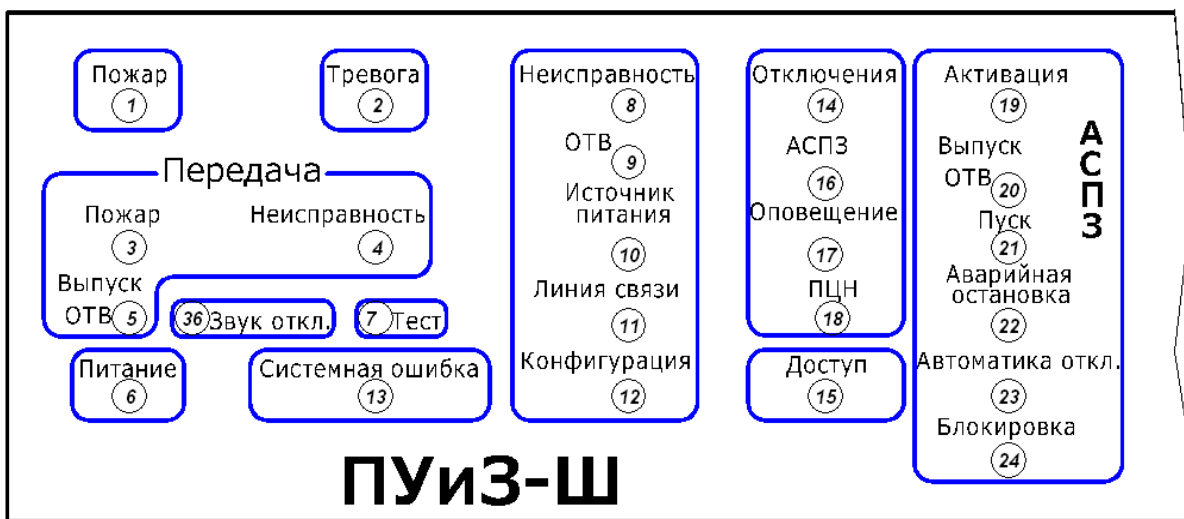 Пожар
1
Тревога
2
Передача
Пожар
3
Неисправность
4
Выпуск
ОТВ 5
36 Звук откл.
7 Тест
Питание
6
Системная ошибка
13
Неисправность
8
ОТВ
9
Источник
питания
10
Линия связи
11
Конфигурация
12
Отключения
14
АСПЗ
16
Оповещение
17
ПЦН
18
Доступ
15
Активация
19
Выпуск
ОТВ 20
Пуск
21
Аварийная
остановка
22
Автоматика откл.
23
Блокировка
24
АСПЗ
ПУиЗ-Ш